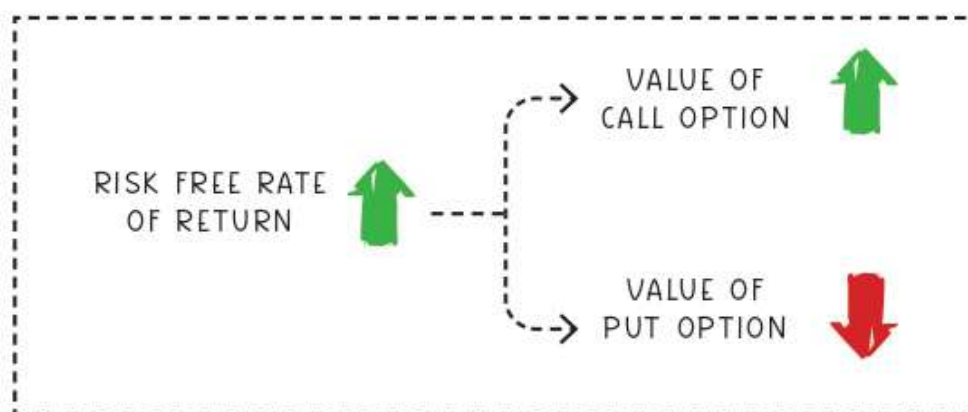 RISK FREE RATE
OF RETURN
VALUE OF
CALL OPTION
VALUE OF
PUT OPTION